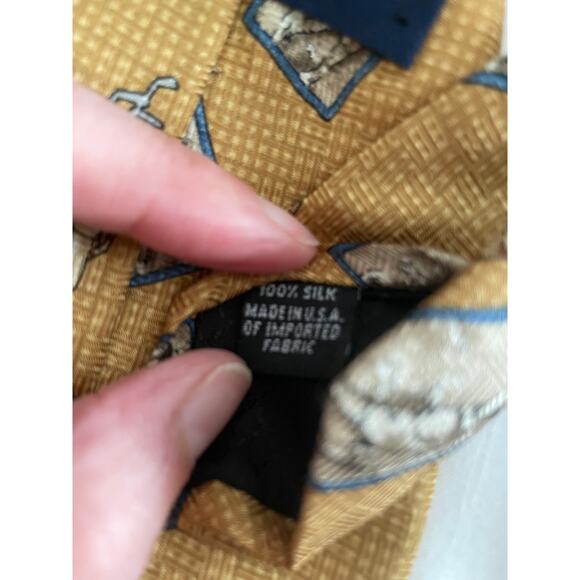 100% SILK
MADE IN U.S.A.
OF IMPORTED
FABRIC